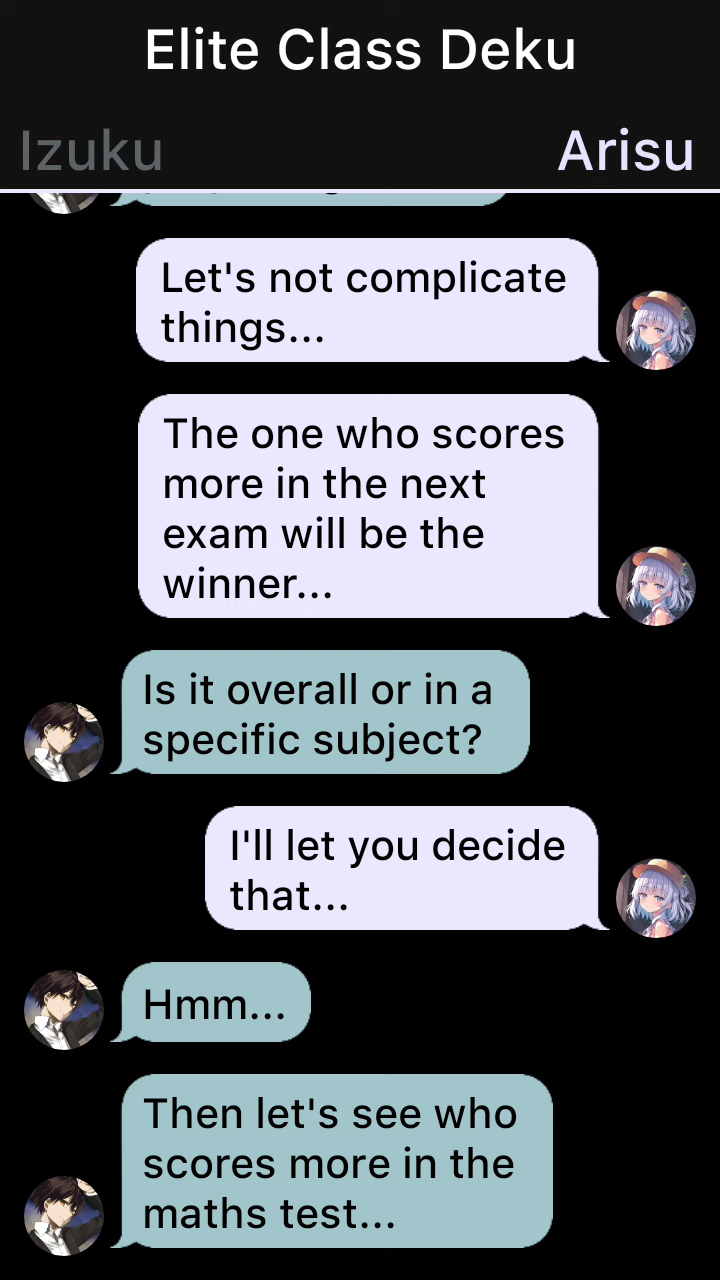 Elite Class Deku
Izuku
Arisu
Let's not complicate
things...
The one who scores
more in the next
exam will be the
winner...
Is it overall or in a
specific subject?
I'll let you decide
that...
Hmm...
Then let's see who
scores more in the
maths test...